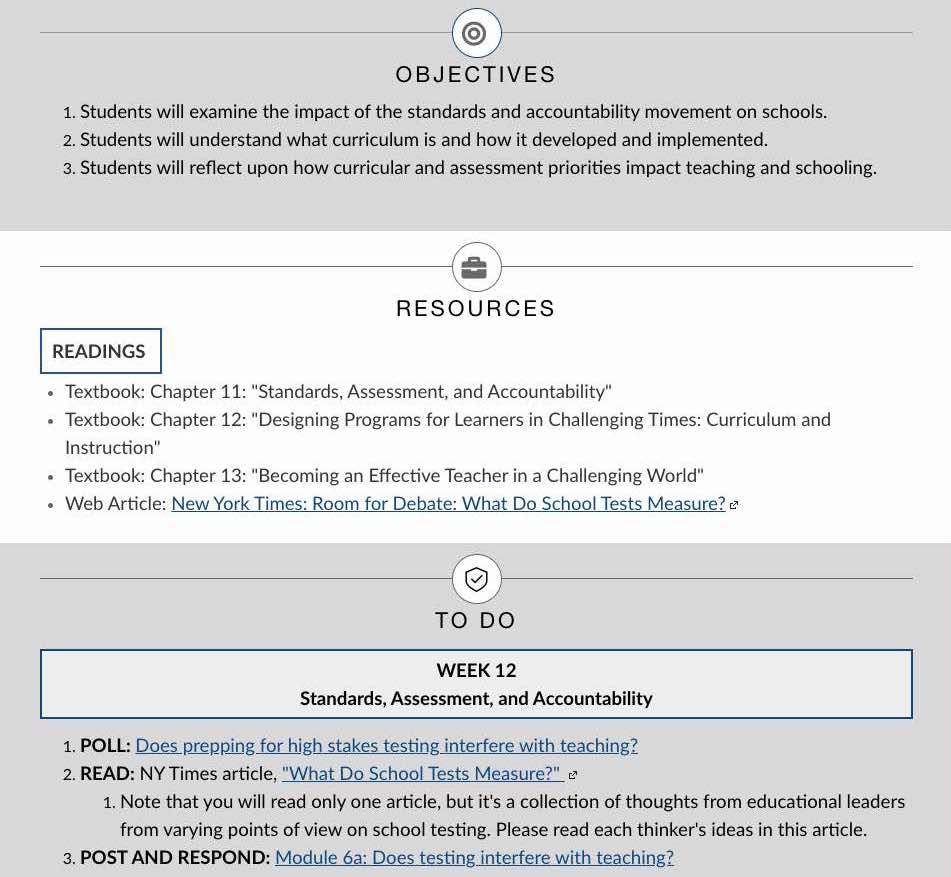 OBJECTIVES
1. Students will examine the impact of the standards and accountability movement on schools.
2. Students will understand what curriculum is and how it developed and implemented.
3. Students will reflect upon how curricular and assessment priorities impact teaching and schooling.
RESOURCES
READINGS
• Textbook: Chapter 11: "Standards, Assessment, and Accountability"
• Textbook: Chapter 12: "Designing Programs for Learners in Challenging Times: Curriculum and
Instruction"
• Textbook: Chapter 13: "Becoming an Effective Teacher in a Challenging World"
• Web Article: New York Times: Room for Debate: What Do School Tests Measure?
TO DO
WEEK 12
Standards, Assessment, and Accountability
1. POLL: Does prepping for high stakes testing interfere with teaching?
2. READ: NY Times article, "What Do School Tests Measure?"
1. Note that you will read only one article, but it's a collection of thoughts from educational leaders
from varying points of view on school testing. Please read each thinker's ideas in this article.
3. POST AND RESPOND: Module 6a: Does testing interfere with teaching?